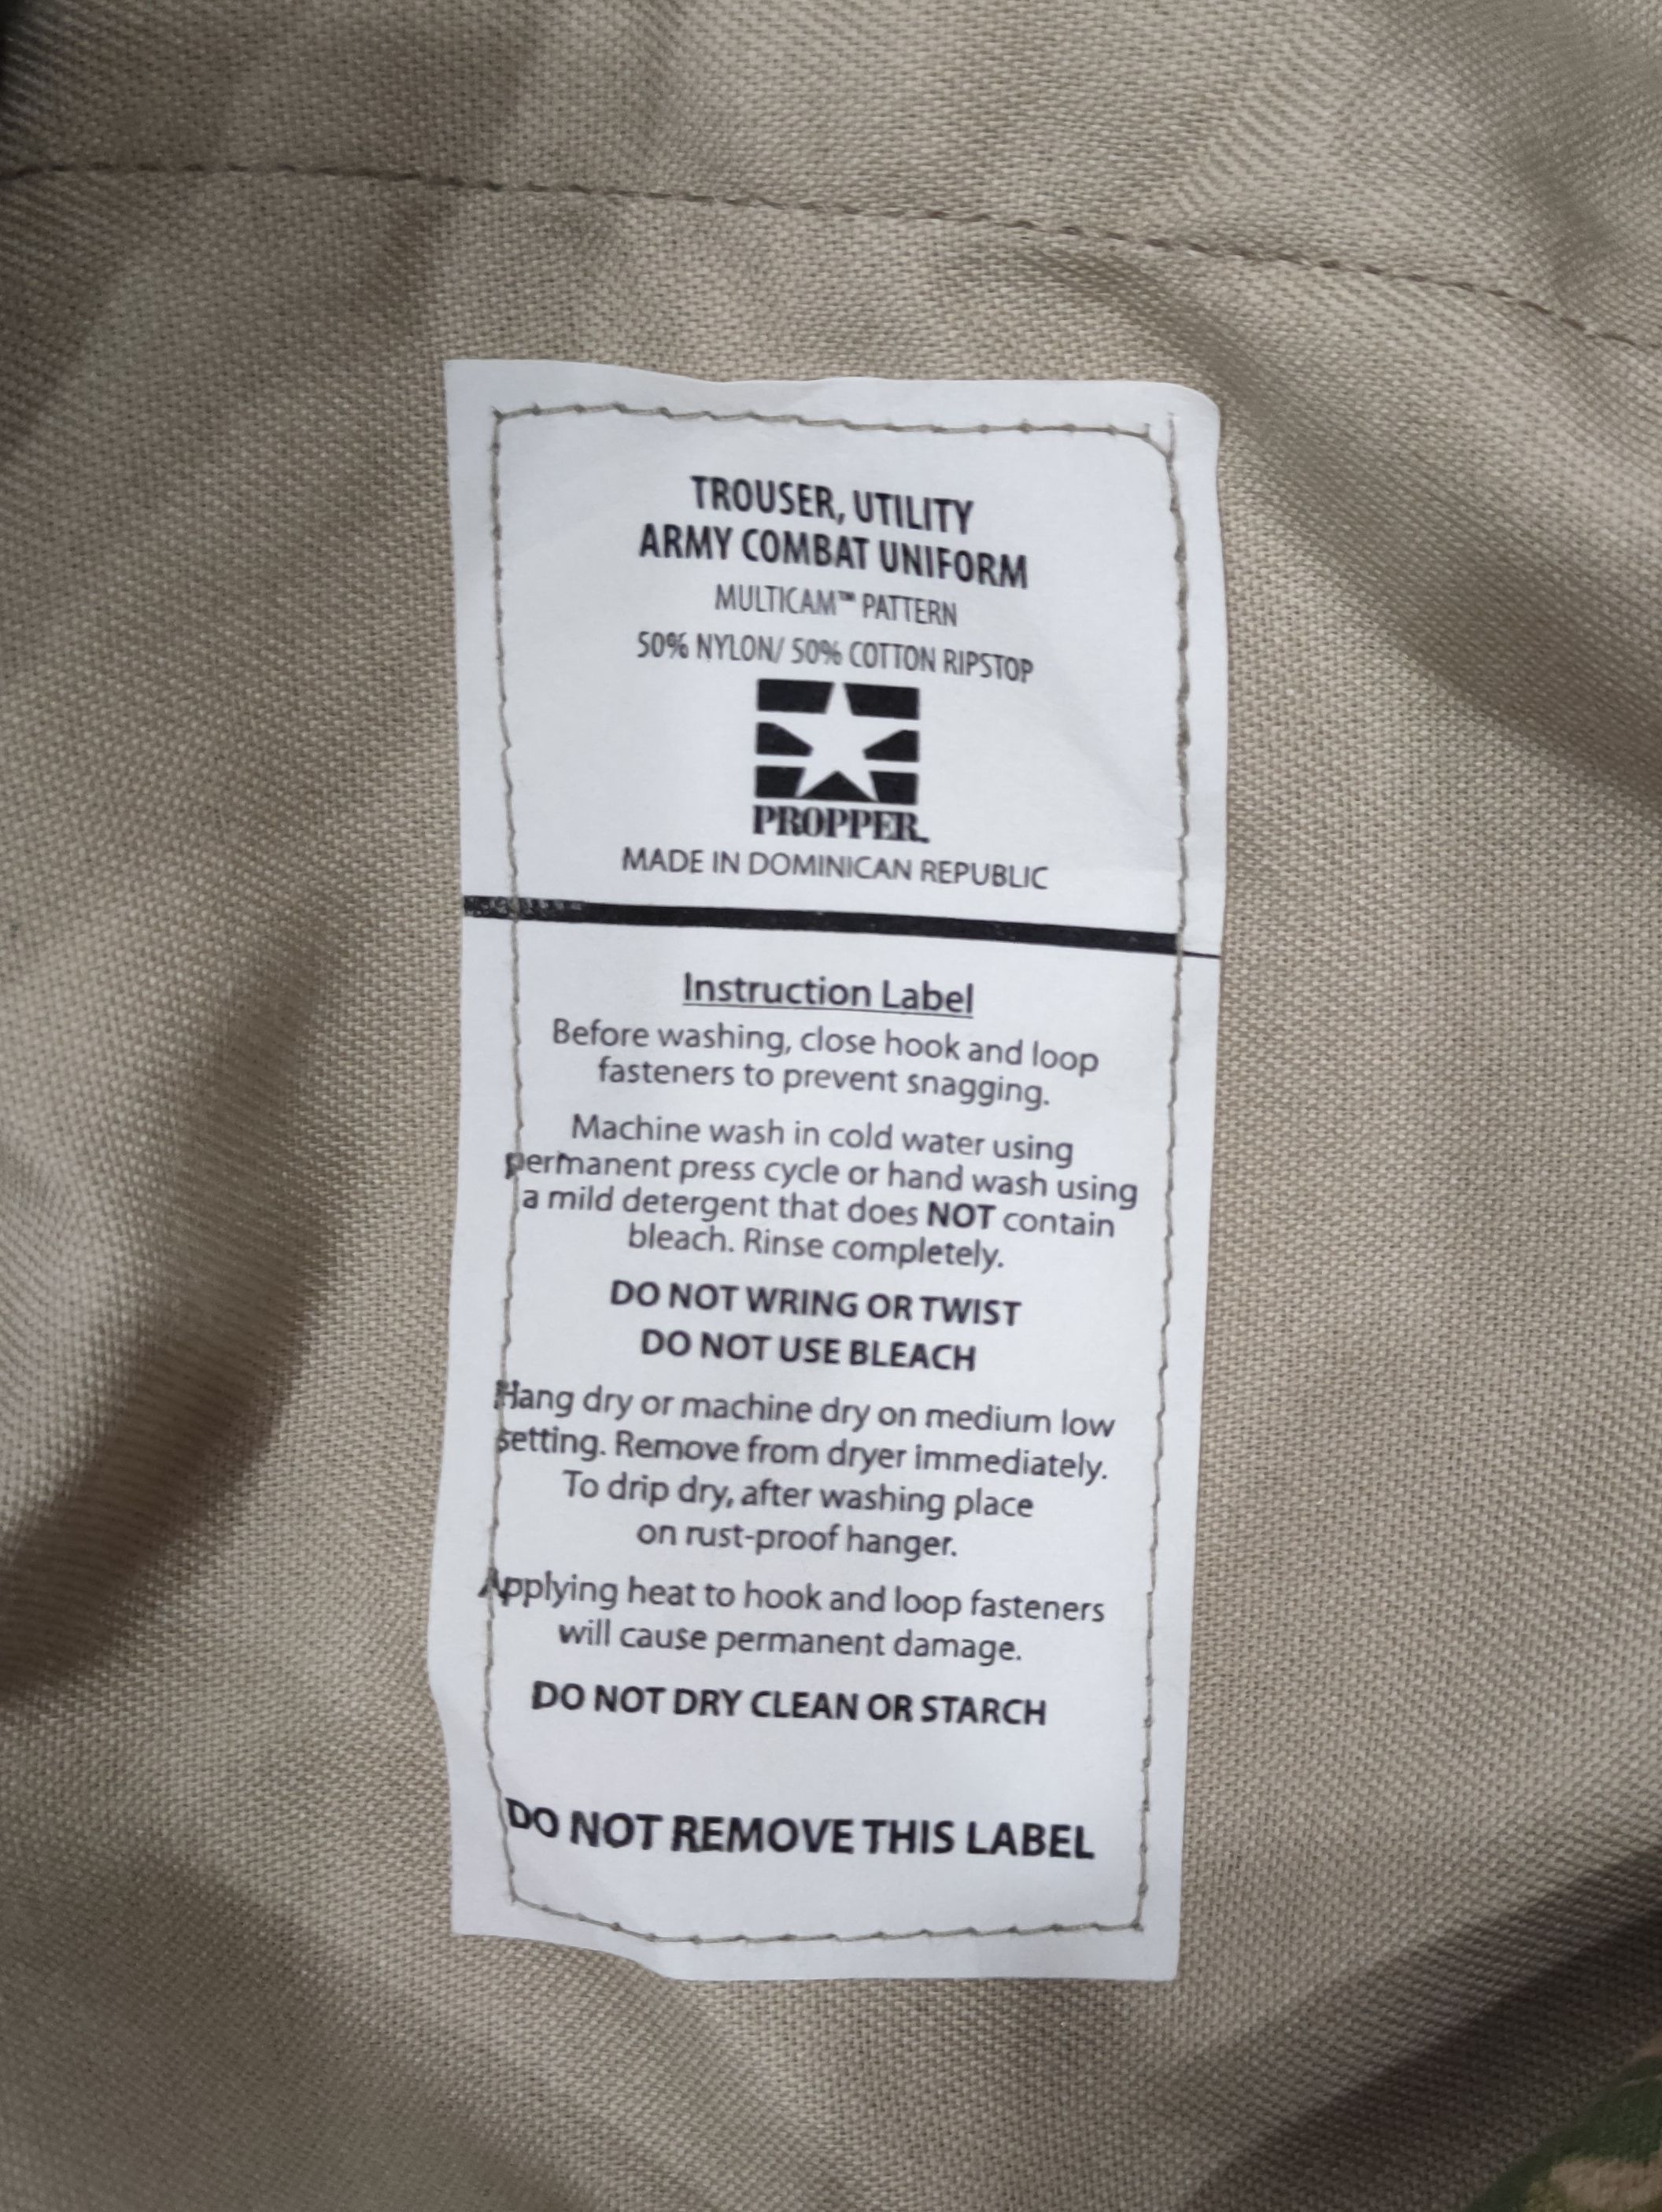 TROUSER, UTILITY
ARMY COMBAT UNIFORM
MULTICAM™ PATTERN
50% NYLON/ 50% COTTON RIPSTOP
PROPPER™
MADE IN DOMINICAN REPUBLIC
Instruction Label
Before washing, close hook and loop
fasteners to prevent snagging.
Machine wash in cold water using
permanent press cycle or hand wash using
a mild detergent that does NOT contain
bleach. Rinse completely.
DO NOT WRING OR TWIST
DO NOT USE BLEACH
Hang dry or machine dry on medium low
setting. Remove from dryer immediately.
To drip dry, after washing place
on rust-proof hanger.
Applying heat to hook and loop fasteners
will cause permanent damage.
DO NOT DRY CLEAN OR STARCH
DO NOT REMOVE THIS LABEL